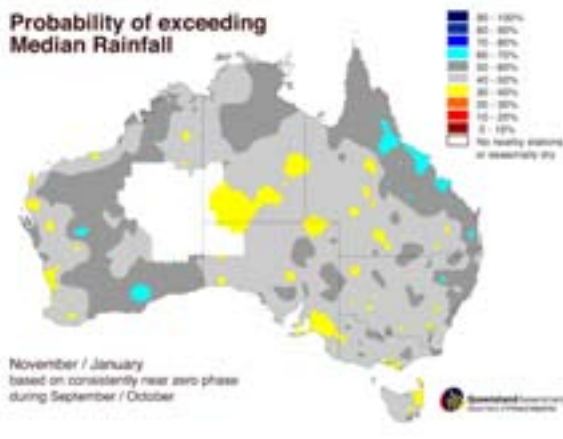 Probability of exceeding
Median Rainfall
90 - 100%
80 - 90%
70 - 80%
60 - 70%
50 - 60%
40 - 50%
30 - 40%
20 - 30%
10 - 20%
0 - 10%
No nearby stations
or seasonally dry
November / January
based on consistently near zero phase
during September / October
Queensland Government